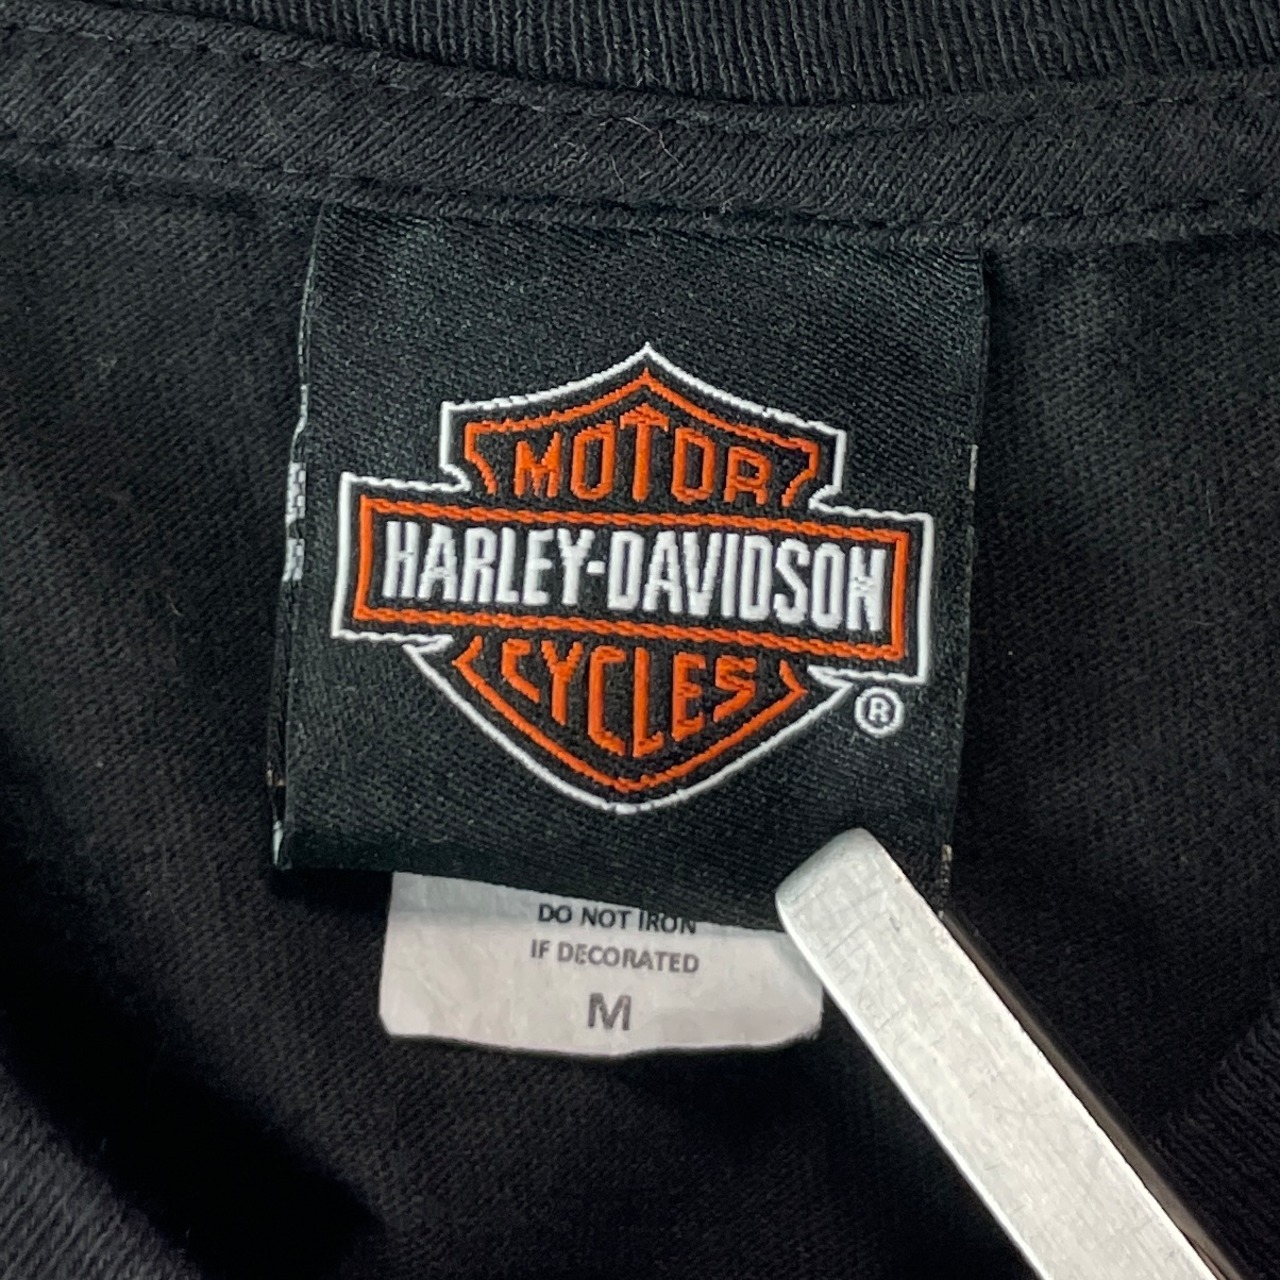 MOTOR
HARLEY-DAVIDSON
CYCLES
®
DO NOT IRON
IF DECORATED
M